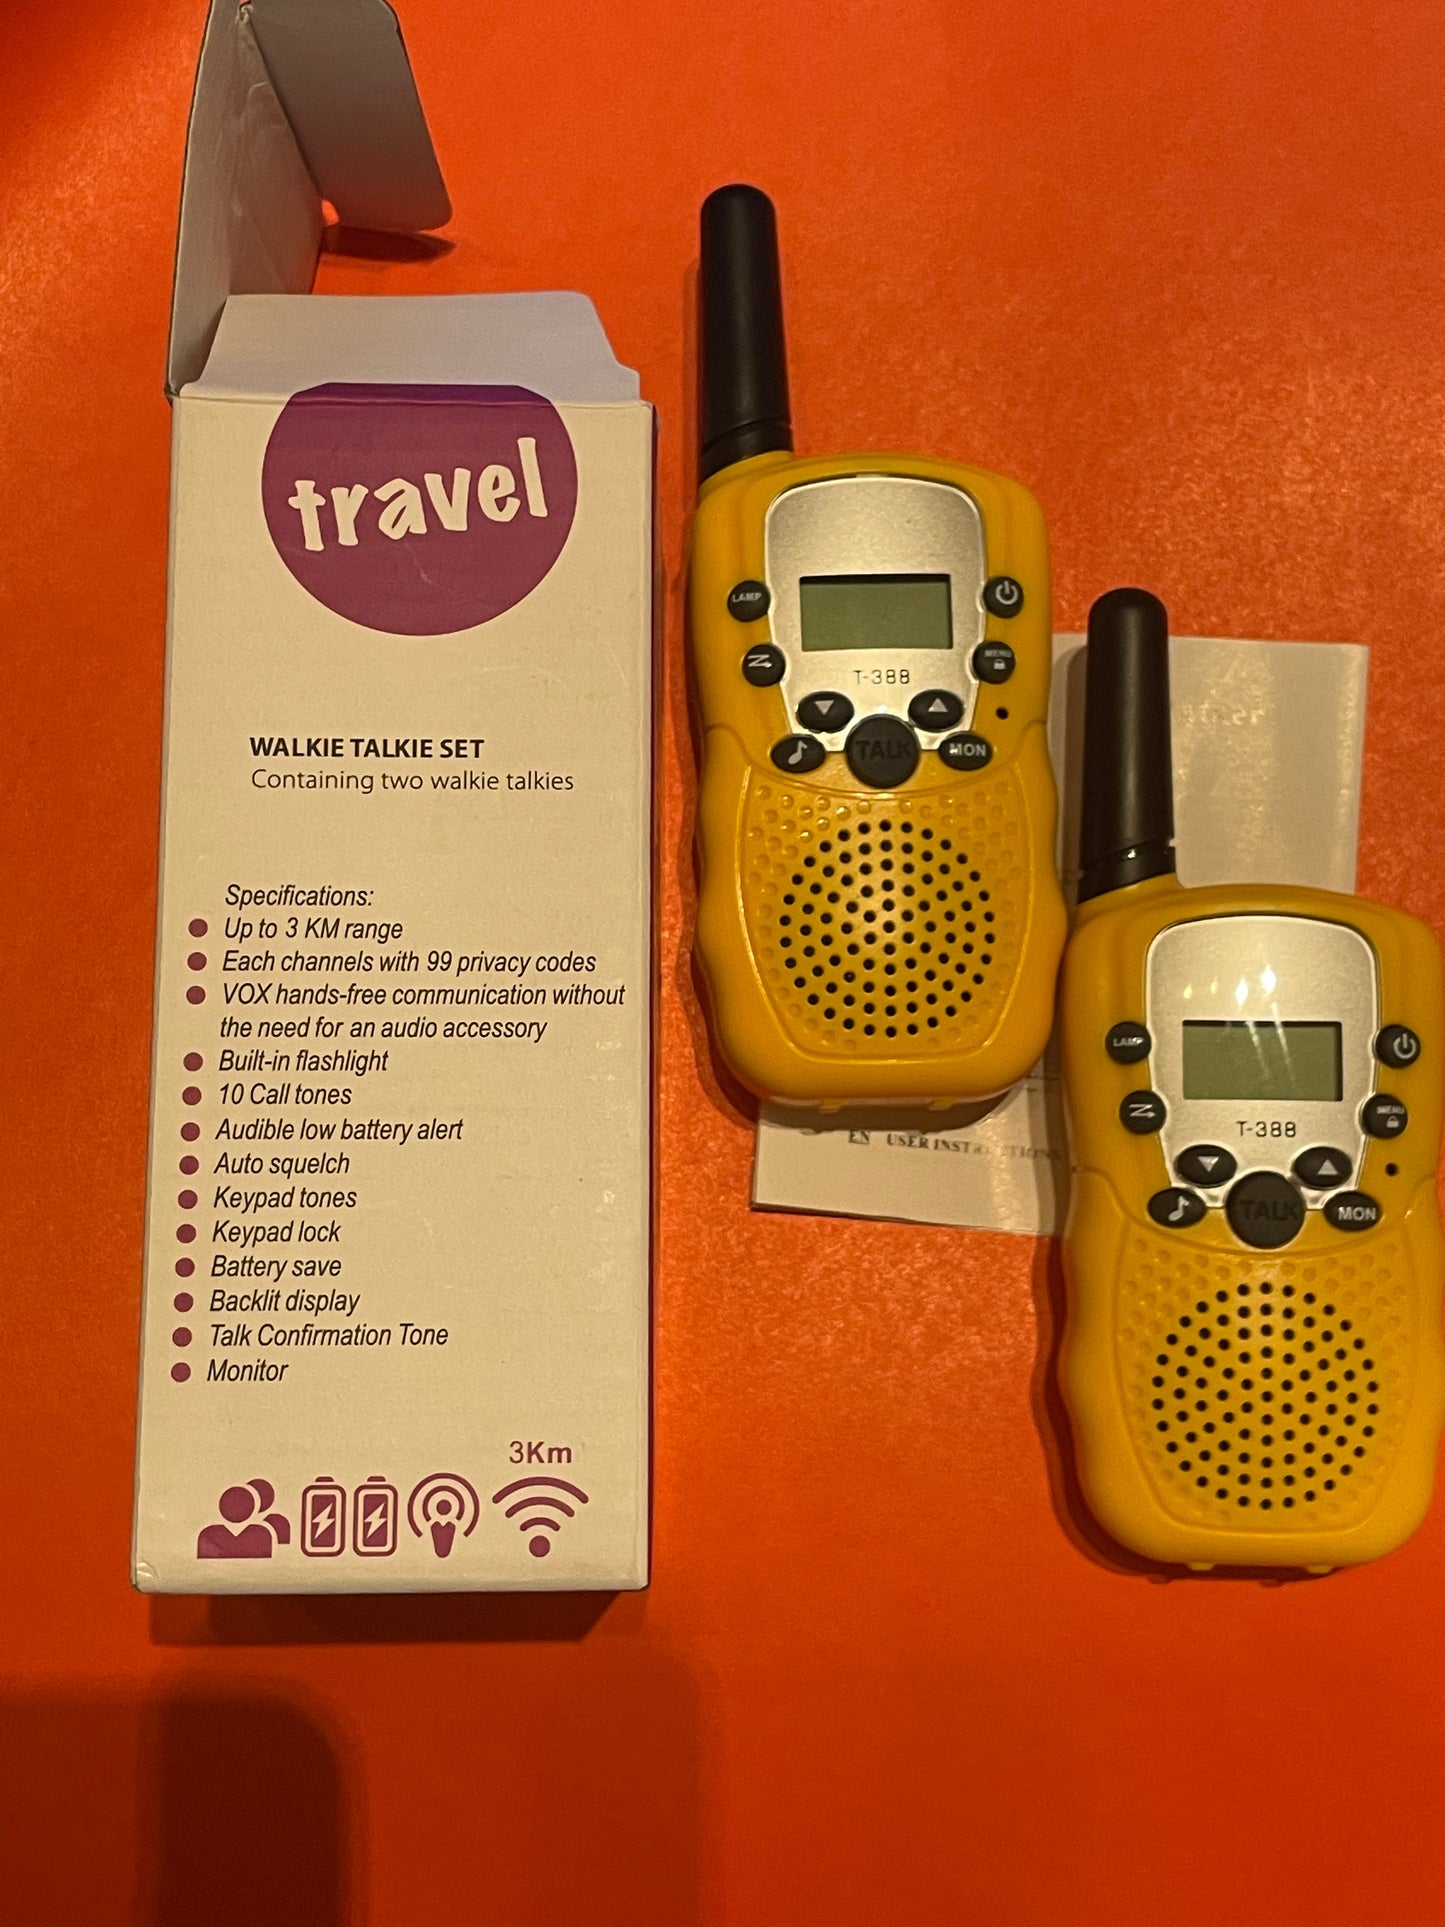 travel
WALKIE TALKIE SET
Containing two walkie talkies
Specifications:
Up to 3 KM range
Each channels with 99 privacy codes
VOX hands-free communication without
the need for an audio accessory
Built-in flashlight
10 Call tones
Audible low battery alert
Auto squelch
Keypad tones
Keypad lock
Battery save
Backlit display
Talk Confirmation Tone
Monitor
3Km
LAMP
MENU
T-388
TALK
MON
EN USER
LAMP
MENU
T-388
TALK
MON